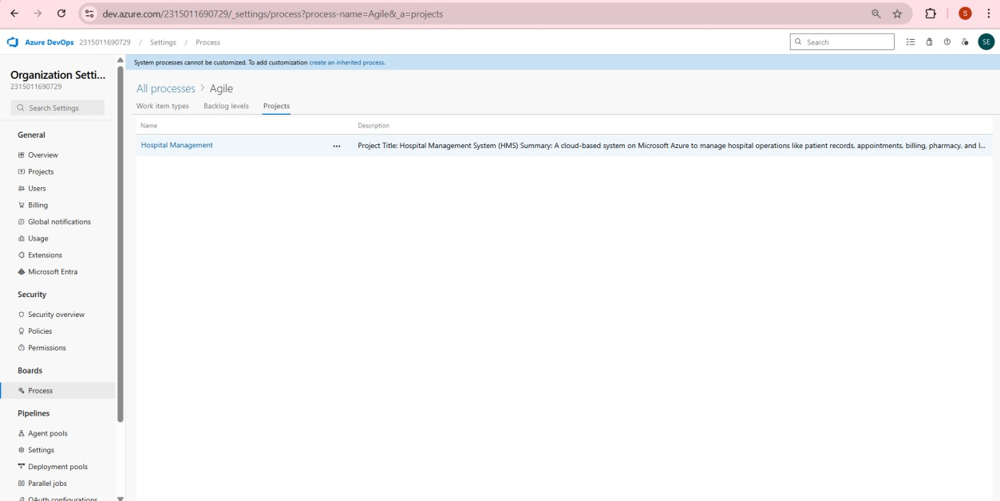 dev.azure.com/2315011690729/_settings/process?process-name=Agile&_a=projects
S
Azure DevOps 2315011690729 / Settings / Process
Search
SE
System processes cannot be customized. To add customization create an inherited process.
Organization Setti...
2315011690729
Search Settings
General
Overview
Projects
Users
Billing
Global notifications
Usage
Extensions
Microsoft Entra
Security
Security overview
Policies
Permissions
Boards
Process
Pipelines
Agent pools
Settings
Deployment pools
Parallel jobs
OAuth configurations
All processes > Agile
Work item types Backlog levels Projects
Name Description
Hospital Management ... Project Title: Hospital Management System (HMS) Summary: A cloud-based system on Microsoft Azure to manage hospital operations like patient records, appointments, billing, pharmacy, and l...